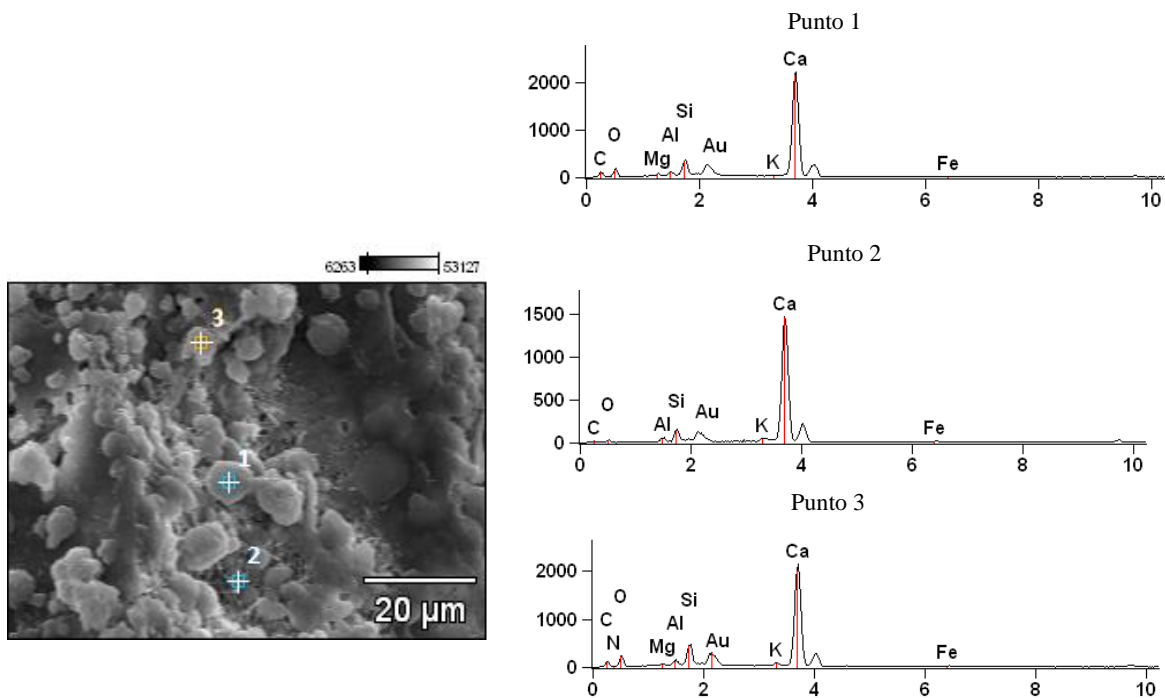 Punto 1
Ca
2000
1000
0
C
O
Mg
Al
Si
Au
K
Fe
0 2 4 6 8 10
6263 53127
3
1
2
20 µm
Punto 2
Ca
1500
1000
500
0
C
O
Al
Si
Au
K
Fe
0 2 4 6 8 10
Punto 3
Ca
2000
1000
0
C
N
O
Mg
Al
Si
Au
K
Fe
0 2 4 6 8 10